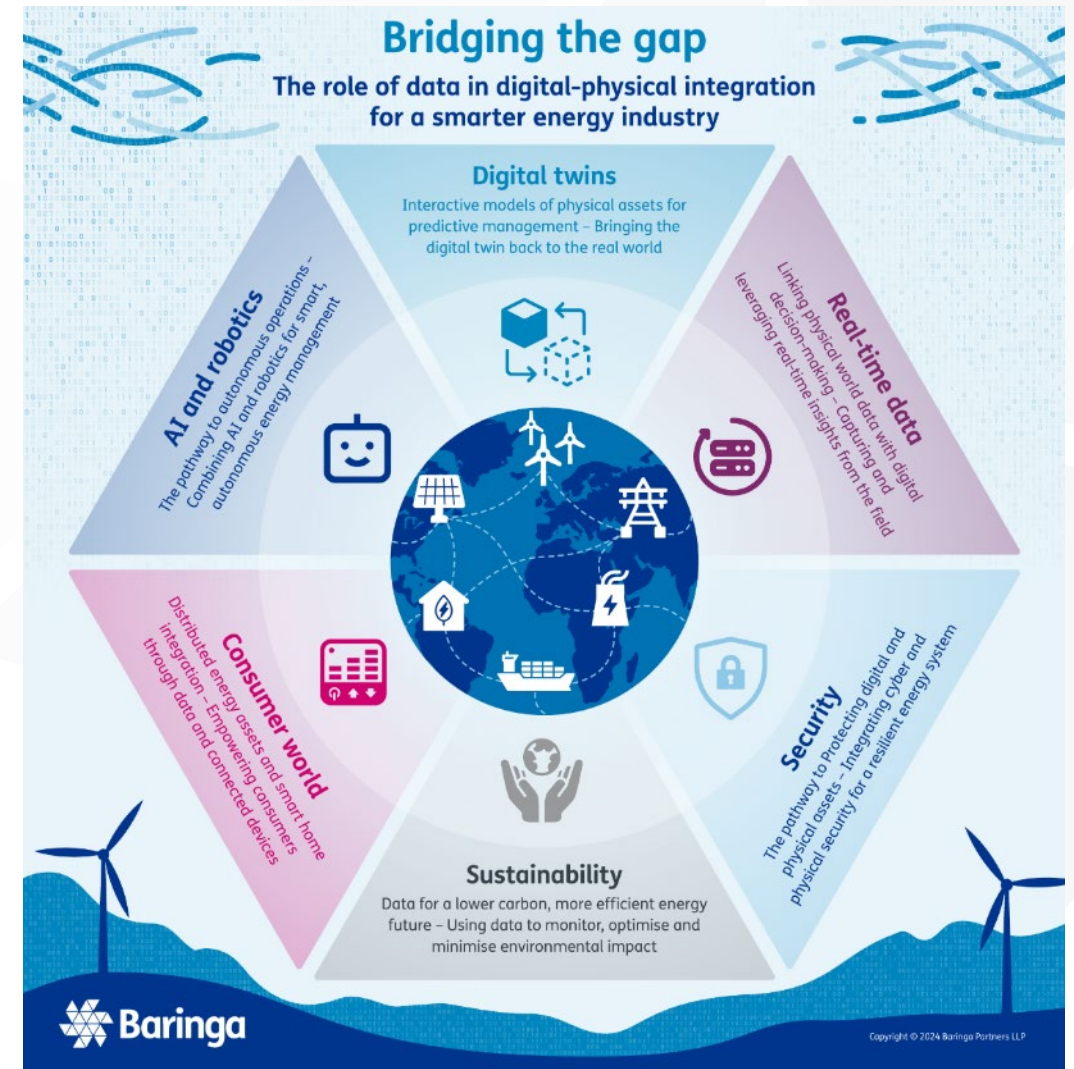 Bridging the gap
The role of data in digital-physical integration
for a smarter energy industry
Digital twins
Interactive models of physical assets for
predictive management – Bringing the
digital twin back to the real world
Real-time data
Linking physical world data with digital
decision-making – Capturing and
leveraging real-time insights from the field
Security
The pathway to Protecting digital and
physical assets – Integrating cyber and
physical security for a resilient energy system
Sustainability
Data for a lower carbon, more efficient energy
future – Using data to monitor, optimise and
minimise environmental impact
Consumer world
Distributed energy assets and smart home
integration – Empowering consumers
through data and connected devices
AI and robotics
The pathway to autonomous operations –
Combining AI and robotics for smart,
autonomous energy management
Baringa
Copyright © 2024 Baringa Partners LLP